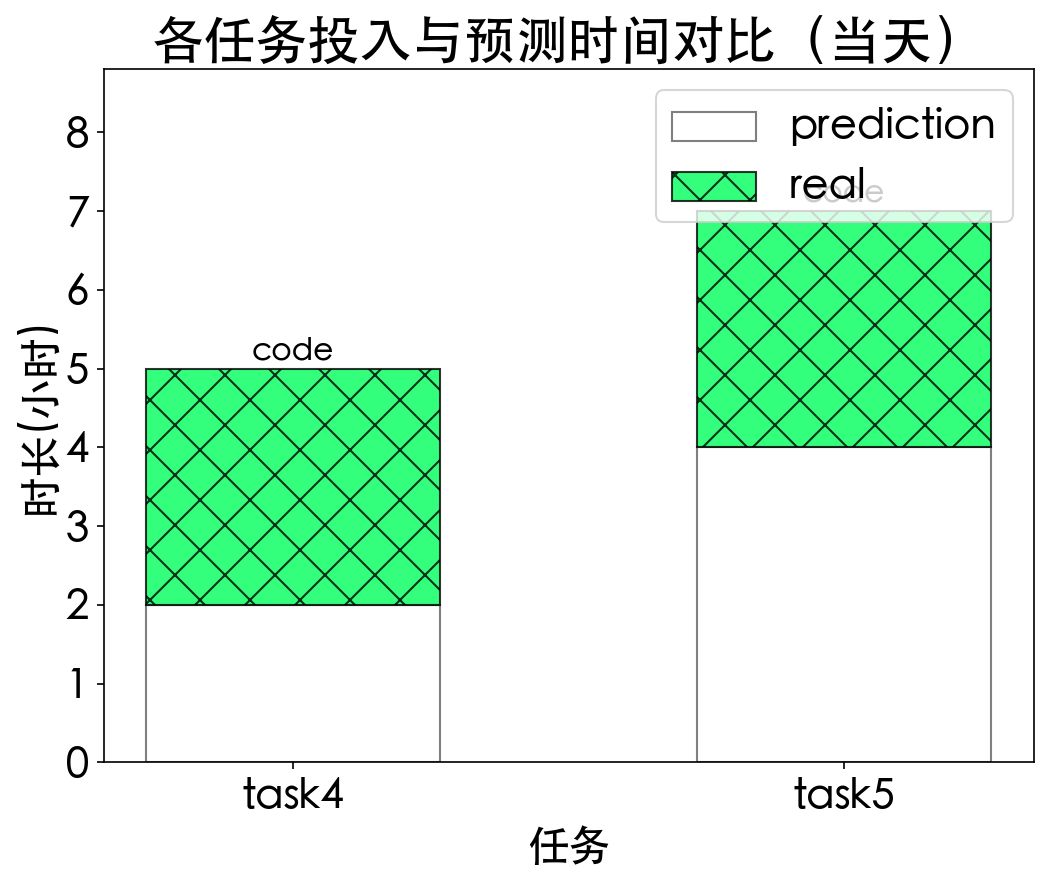 各任务投入与预测时间对比（当天）
prediction
real
code
code
8
7
6
5
4
3
2
1
0
时长(小时)
task4
task5
任务